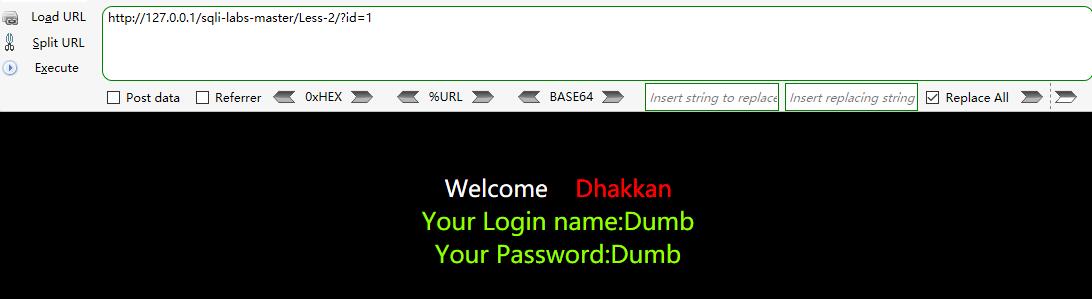 Load URL
http://127.0.0.1/sqli-labs-master/Less-2/?id=1
Split URL
Execute
Post data Referrer 0xHEX %URL BASE64 Insert string to replace Insert replacing string Replace All
Welcome Dhakkan
Your Login name:Dumb
Your Password:Dumb